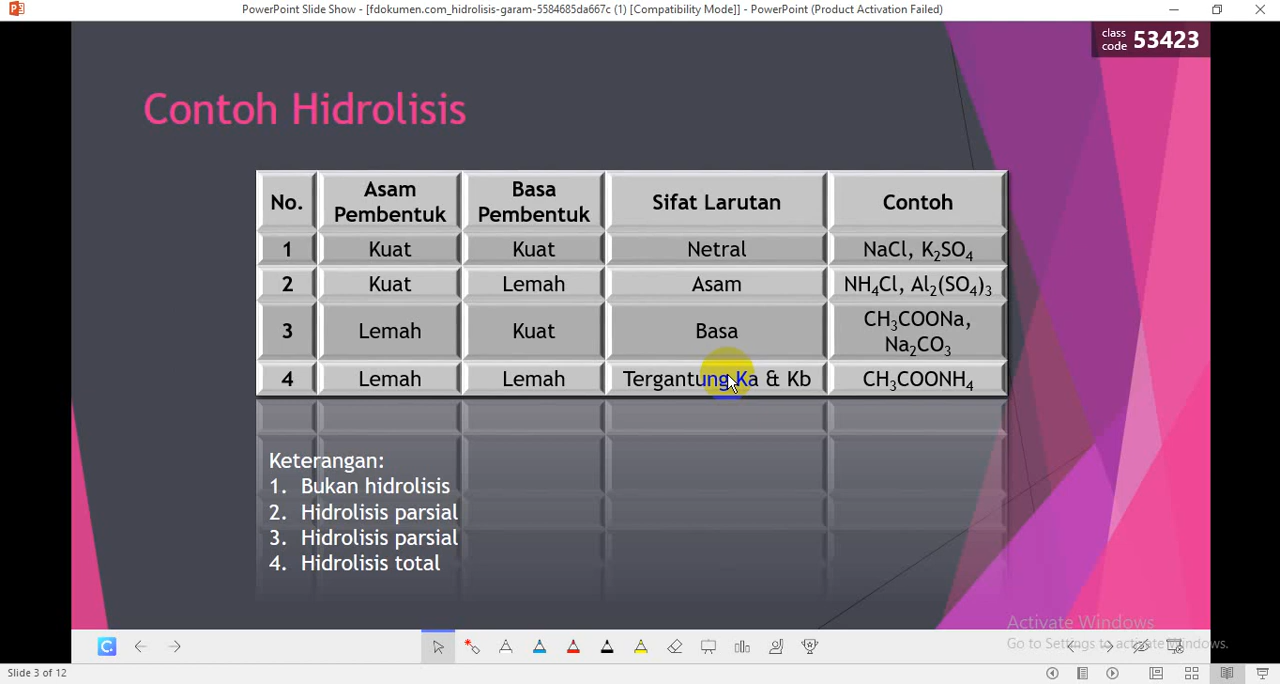 PowerPoint Slide Show - [fdokumen.com_hidrolisis-garam-5584685da667c (1) [Compatibility Mode]] - PowerPoint (Product Activation Failed)
class code 53423
Contoh Hidrolisis
No. Asam Pembentuk Basa Pembentuk Sifat Larutan Contoh
1 Kuat Kuat Netral NaCl, K₂SO₄
2 Kuat Lemah Asam NH₄Cl, Al₂(SO₄)₃
3 Lemah Kuat Basa CH₃COONa, Na₂CO₃
4 Lemah Lemah Tergantung Ka & Kb CH₃COONH₄
Keterangan:
1. Bukan hidrolisis
2. Hidrolisis parsial
3. Hidrolisis parsial
4. Hidrolisis total
Activate Windows
Go to Settings to activate Windows.
Slide 3 of 12